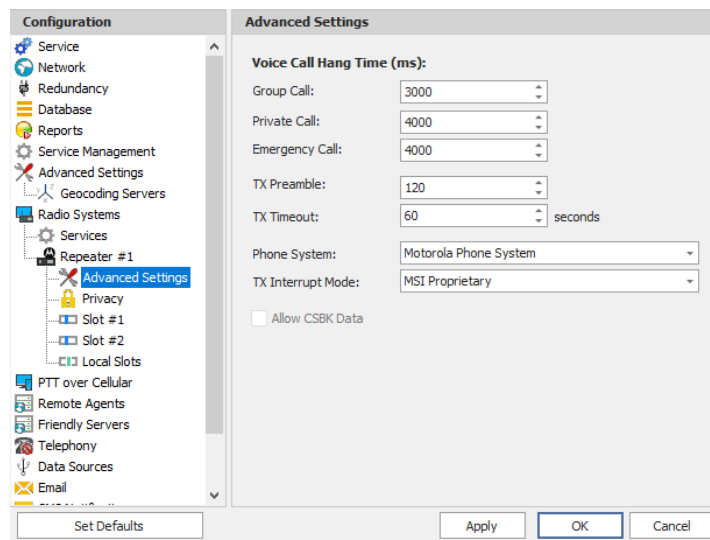 Configuration
Service
Network
Redundancy
Database
Reports
Service Management
Advanced Settings
Geocoding Servers
Radio Systems
Services
Repeater #1
Advanced Settings
Privacy
Slot #1
Slot #2
Local Slots
PTT over Cellular
Remote Agents
Friendly Servers
Telephony
Data Sources
Email
Set Defaults
Advanced Settings
Voice Call Hang Time (ms):
Group Call: 3000
Private Call: 4000
Emergency Call: 4000
TX Preamble: 120
TX Timeout: 60 seconds
Phone System: Motorola Phone System
TX Interrupt Mode: MSI Proprietary
Allow CSBK Data
Apply OK Cancel